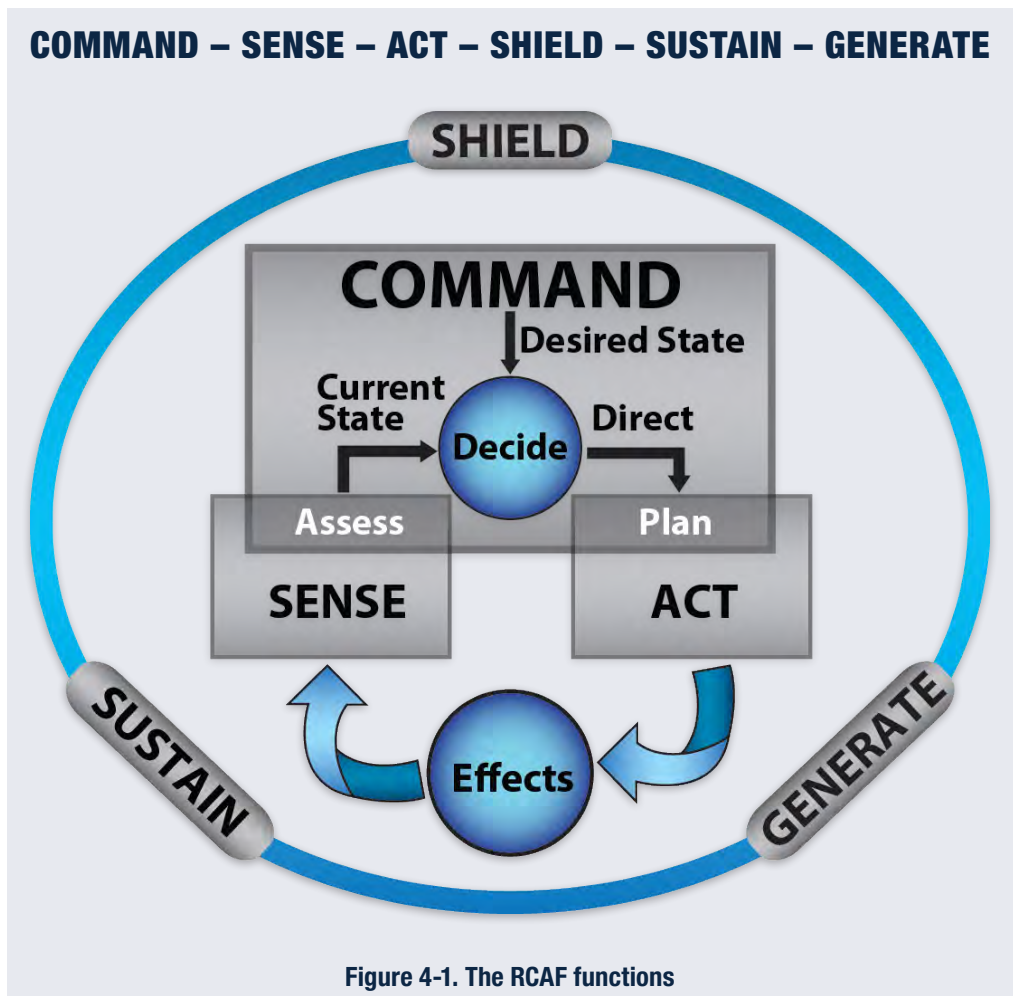 COMMAND – SENSE – ACT – SHIELD – SUSTAIN – GENERATE
SHIELD
COMMAND
Desired State
Current
State
Decide
Direct
Assess
Plan
SENSE
ACT
SUSTAIN
GENERATE
Effects
Figure 4-1. The RCAF functions